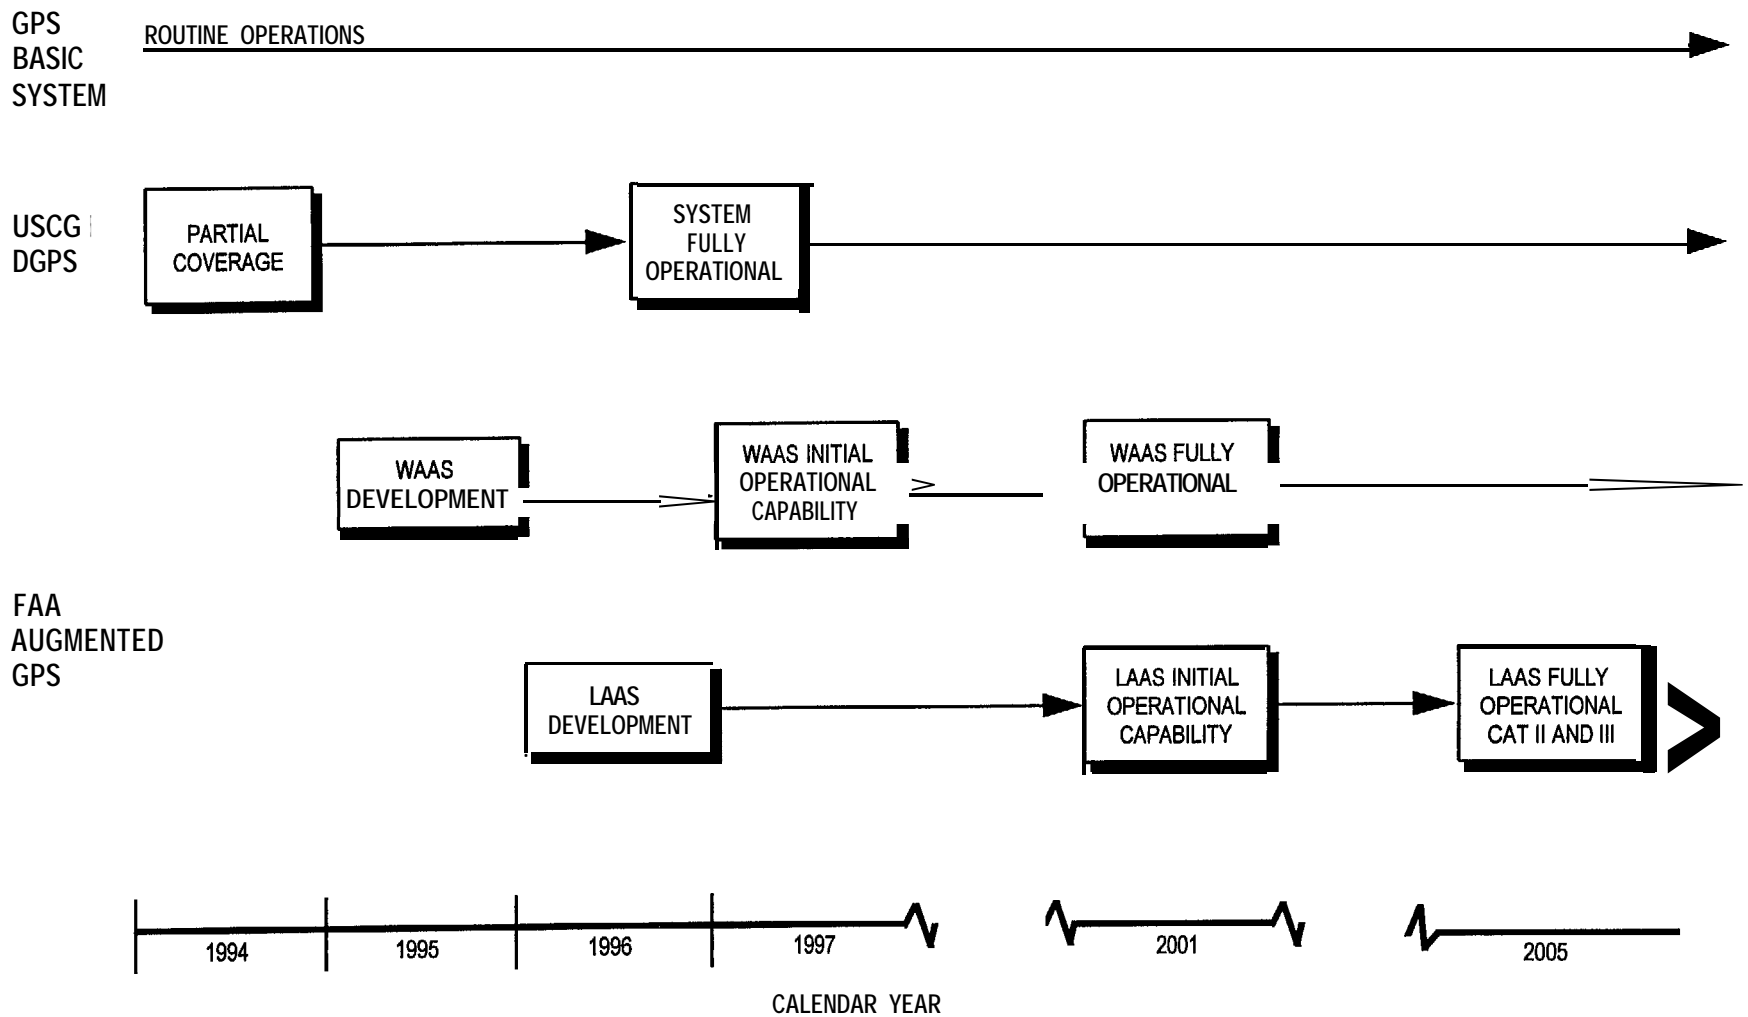 GPS
BASIC
SYSTEM
ROUTINE OPERATIONS
USCG
DGPS
PARTIAL
COVERAGE
SYSTEM
FULLY
OPERATIONAL
WAAS
DEVELOPMENT
WAAS INITIAL
OPERATIONAL
CAPABILITY
WAAS FULLY
OPERATIONAL
FAA
AUGMENTED
GPS
LAAS
DEVELOPMENT
LAAS INITIAL
OPERATIONAL
CAPABILITY
LAAS FULLY
OPERATIONAL
CAT II AND III
1994
1995
1996
1997
2001
2005
CALENDAR YEAR